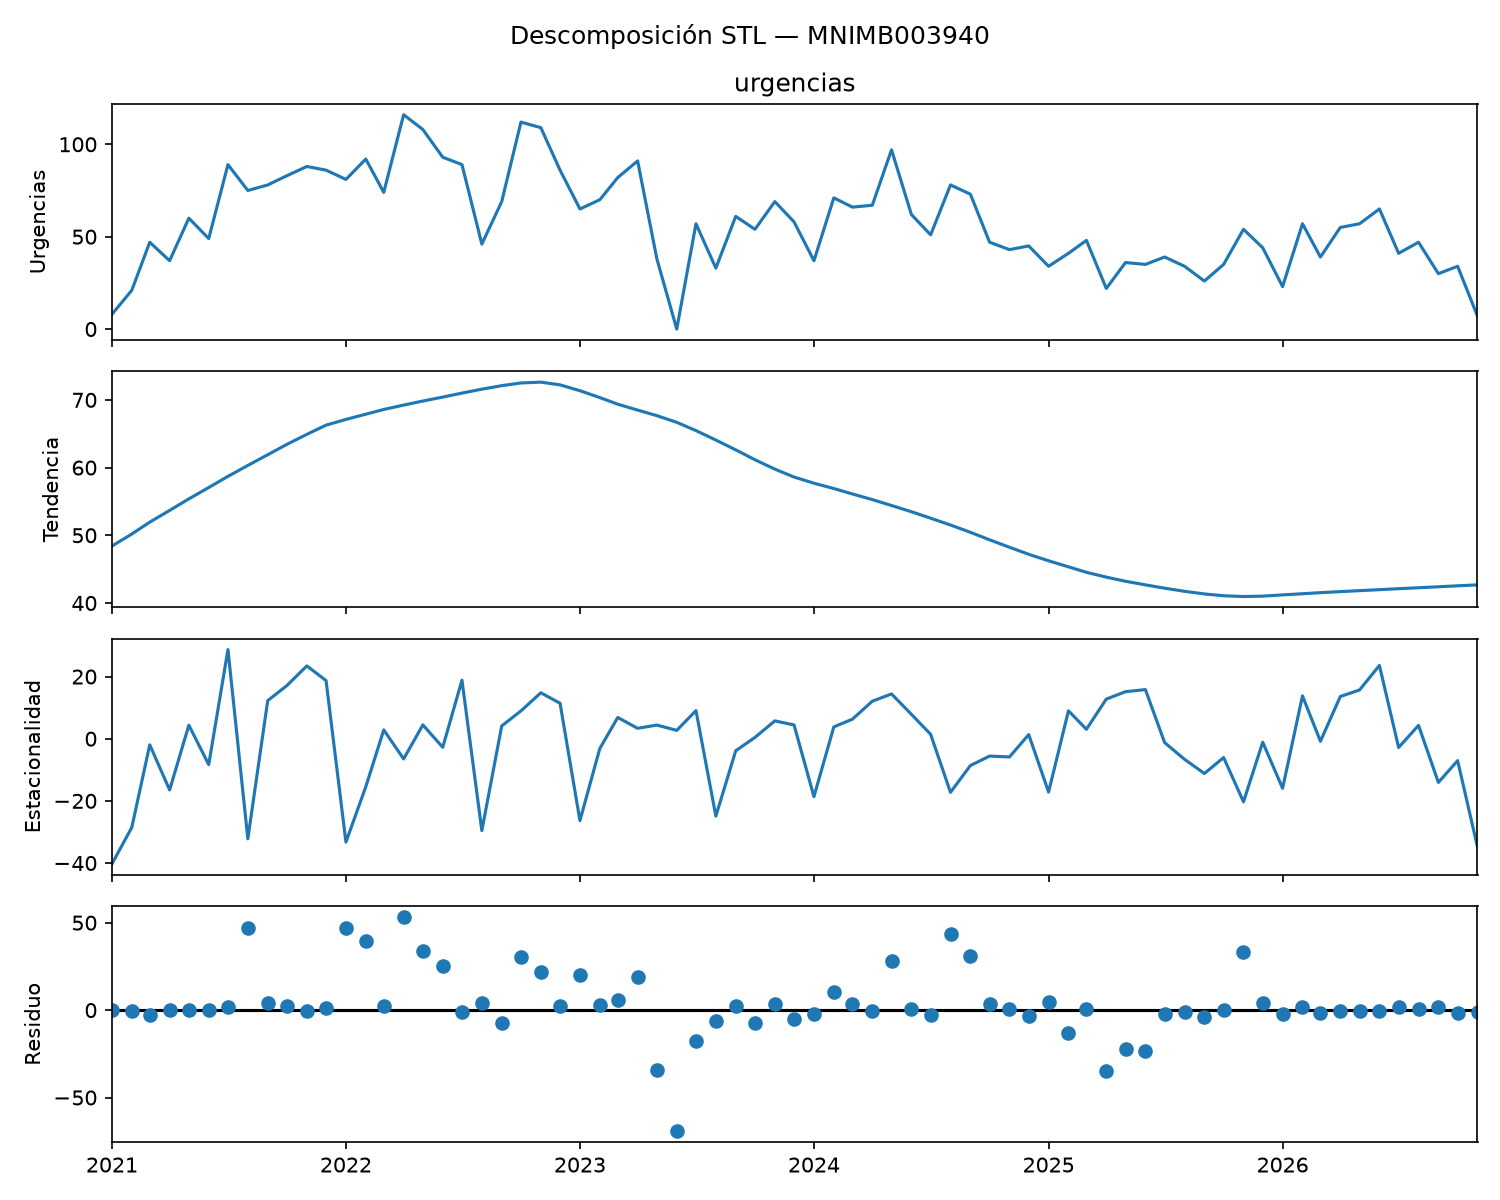 Descomposición STL — MNIMB003940
urgencias
Urgencias
100
50
0
Tendencia
70
60
50
40
Estacionalidad
20
0
−20
−40
Residuo
50
0
−50
2021 2022 2023 2024 2025 2026